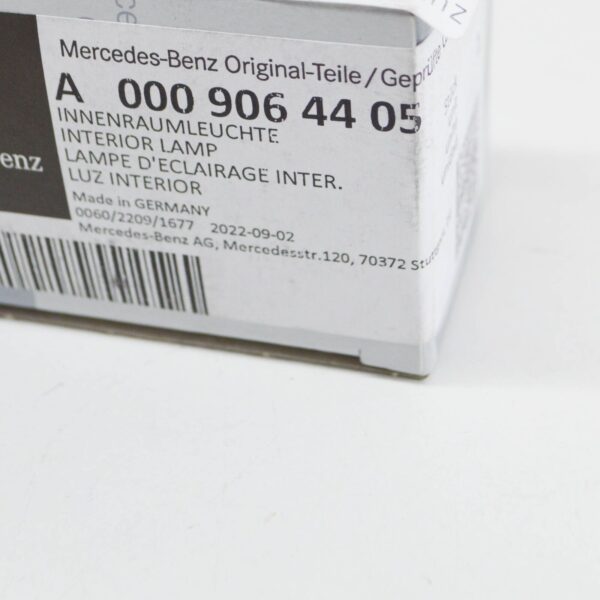 Mercedes-Benz Original-Teile / Geprüfte
A 000 906 44 05
INNENRAUMLEUCHTE
INTERIOR LAMP
LAMPE D'ECLAIRAGE INTER.
LUZ INTERIOR
Made in GERMANY
0060/2209/1677 2022-09-02
Mercedes-Benz AG, Mercedesstr.120, 70372
enz